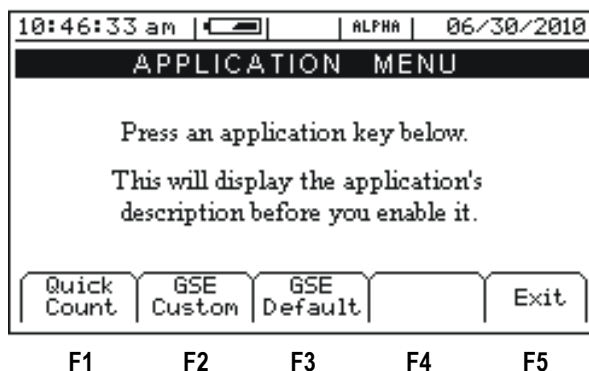 10:46:33 am | | | ALPHA | 06/30/2010
APPLICATION MENU
Press an application key below.
This will display the application's
description before you enable it.
Quick Count
GSE Custom
GSE Default
Exit
F1 F2 F3 F4 F5